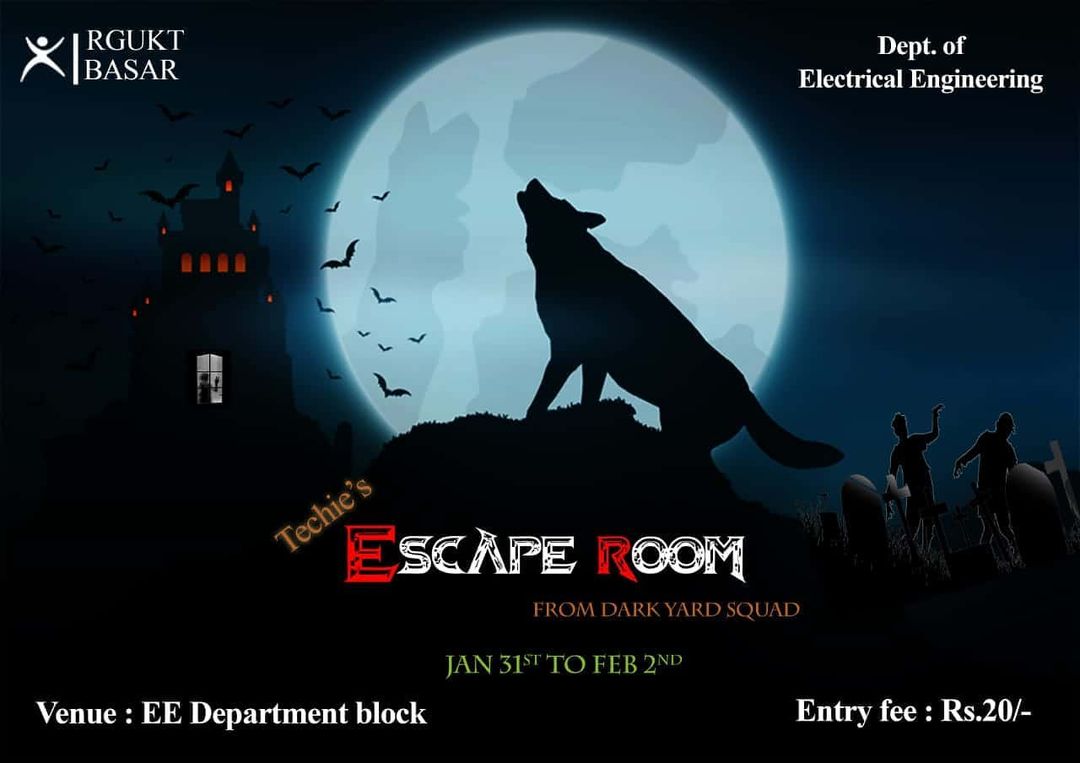 RGUKT
BASAR
Dept. of
Electrical Engineering
Techie's
ESCAPE ROOM
FROM DARK YARD SQUAD
JAN 31ST TO FEB 2ND
Venue : EE Department block
Entry fee : Rs.20/-